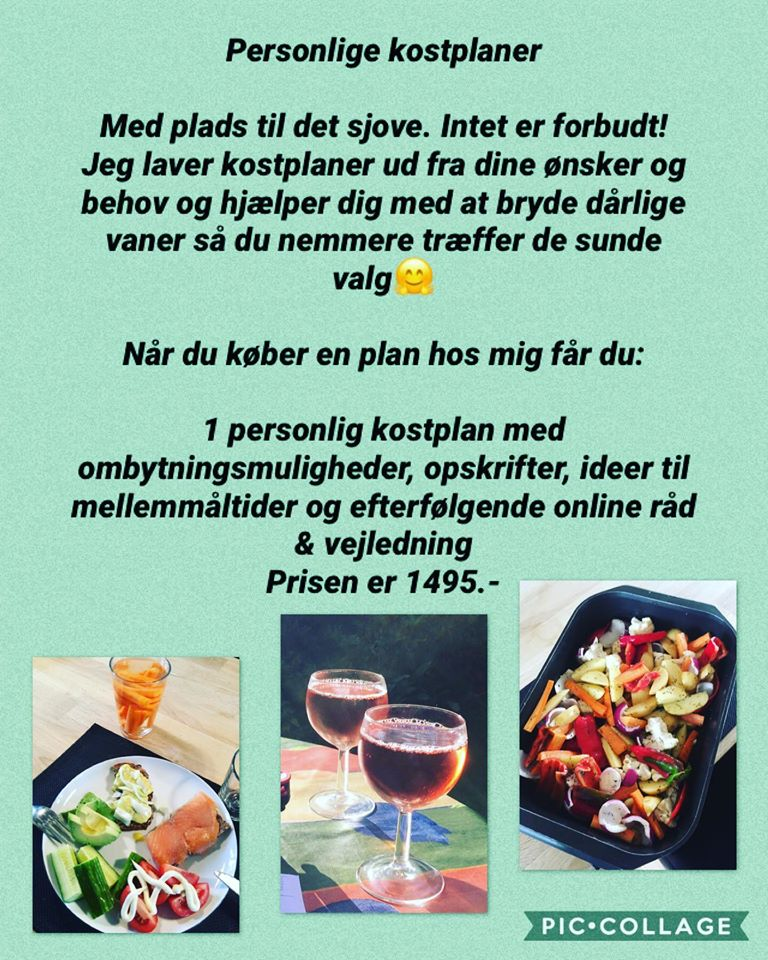 Personlige kostplaner
Med plads til det sjove. Intet er forbudt!
Jeg laver kostplaner ud fra dine ønsker og
behov og hjælper dig med at bryde dårlige
vaner så du nemmere træffer de sunde
valg🤗
Når du køber en plan hos mig får du:
1 personlig kostplan med
ombytningsmuligheder, opskrifter, ideer til
mellemmåltider og efterfølgende online råd
& vejledning
Prisen er 1495.-
PIC•COLLAGE